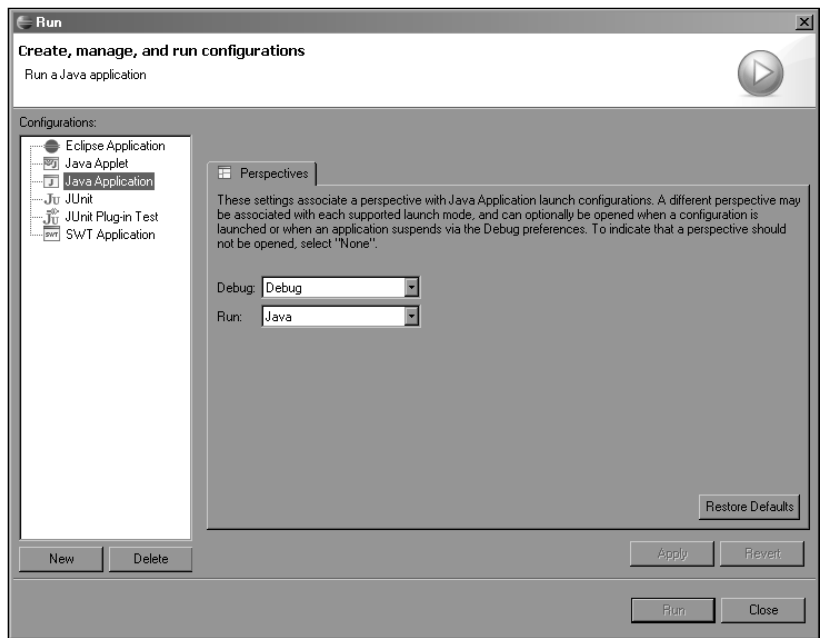 Run
Create, manage, and run configurations
Run a Java application
Configurations:
Eclipse Application
Java Applet
Java Application
JUnit
JUnit Plug-in Test
SWT Application
New
Delete
Perspectives
These settings associate a perspective with Java Application launch configurations. A different perspective may
be associated with each supported launch mode, and can optionally be opened when a configuration is
launched or when an application suspends via the Debug preferences. To indicate that a perspective should
not be opened, select "None".
Debug: Debug
Run: Java
Restore Defaults
Apply
Revert
Run
Close